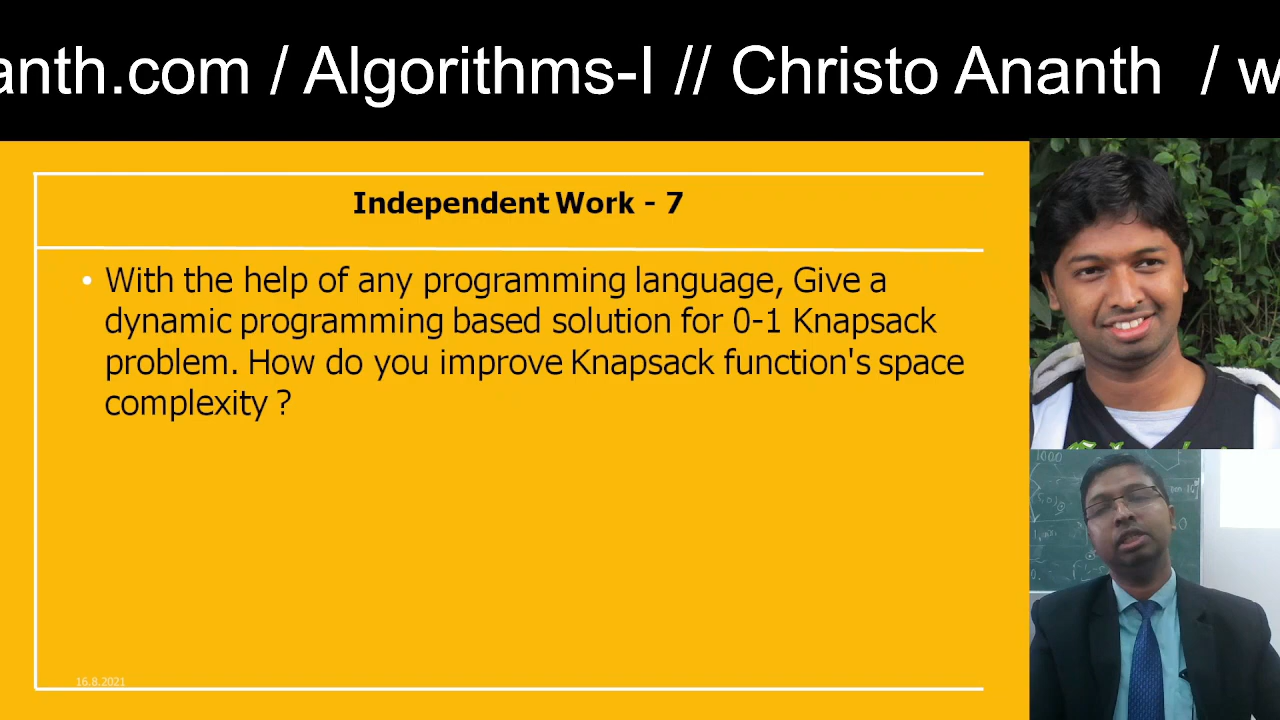 anth.com / Algorithms-I // Christo Ananth / w
Independent Work - 7
• With the help of any programming language, Give a
dynamic programming based solution for 0-1 Knapsack
problem. How do you improve Knapsack function's space
complexity ?
16.8.2021
1000